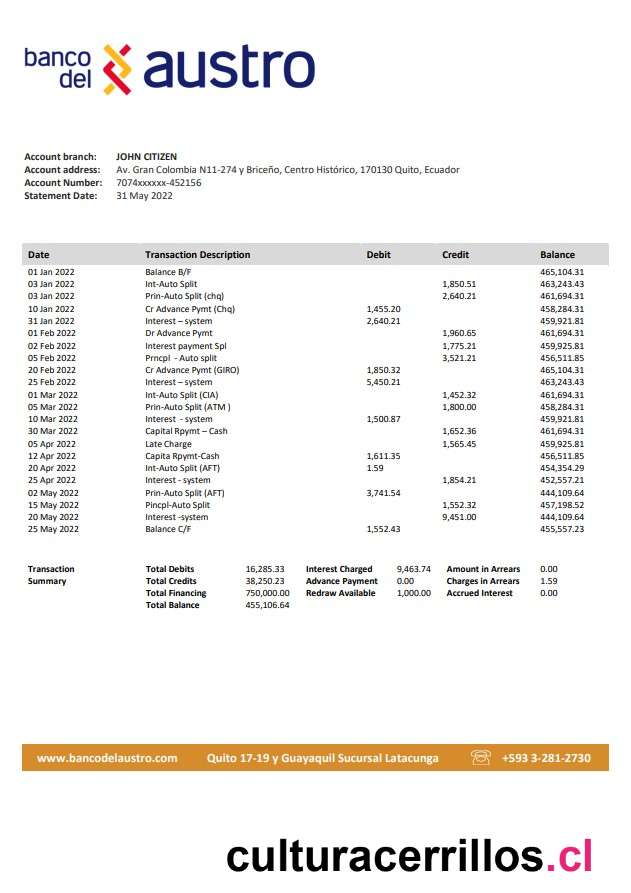 banco
del
austro
Account branch: JOHN CITIZEN
Account address: Av. Gran Colombia N11-274 y Briceño, Centro Histórico, 170130 Quito, Ecuador
Account Number: 7074xxxxxx-452156
Statement Date: 31 May 2022
Date Transaction Description Debit Credit Balance
01 Jan 2022 Balance B/F 465,104.31
03 Jan 2022 Int-Auto Split 1,850.51 463,243.43
03 Jan 2022 Prin-Auto Split (chq) 2,640.21 461,694.31
10 Jan 2022 Cr Advance Pymt (Chq) 1,455.20 458,284.31
31 Jan 2022 Interest – system 2,640.21 459,921.81
01 Feb 2022 Dr Advance Pymt 1,960.65 461,694.31
02 Feb 2022 Interest payment Spl 1,775.21 459,925.81
05 Feb 2022 Prncpl - Auto split 3,521.21 456,511.85
20 Feb 2022 Cr Advance Pymt (GIRO) 1,850.32 465,104.31
25 Feb 2022 Interest – system 5,450.21 463,243.43
01 Mar 2022 Int-Auto Split (CIA) 1,452.32 461,694.31
05 Mar 2022 Prin-Auto Split (ATM ) 1,800.00 458,284.31
10 Mar 2022 Interest - system 1,500.87 459,921.81
30 Mar 2022 Capital Rpymt – Cash 1,652.36 461,694.31
05 Apr 2022 Late Charge 1,565.45 459,925.81
12 Apr 2022 Capita Rpymt-Cash 1,611.35 456,511.85
20 Apr 2022 Int-Auto Split (AFT) 1.59 454,354.29
25 Apr 2022 Interest - system 1,854.21 452,557.21
02 May 2022 Prin-Auto Split (AFT) 3,741.54 444,109.64
15 May 2022 Pincpl-Auto Split 1,552.32 457,198.52
20 May 2022 Interest -system 9,451.00 444,109.64
25 May 2022 Balance C/F 1,552.43 455,557.23
Transaction Total Debits 16,285.33 Interest Charged 9,463.74 Amount in Arrears 0.00
Summary Total Credits 38,250.23 Advance Payment 0.00 Charges in Arrears 1.59
Total Financing 750,000.00 Redraw Available 1,000.00 Accrued Interest 0.00
Total Balance 455,106.64
www.bancodelaustro.com Quito 17-19 y Guayaquil Sucursal Latacunga +593 3-281-2730
culturacerrillos.cl